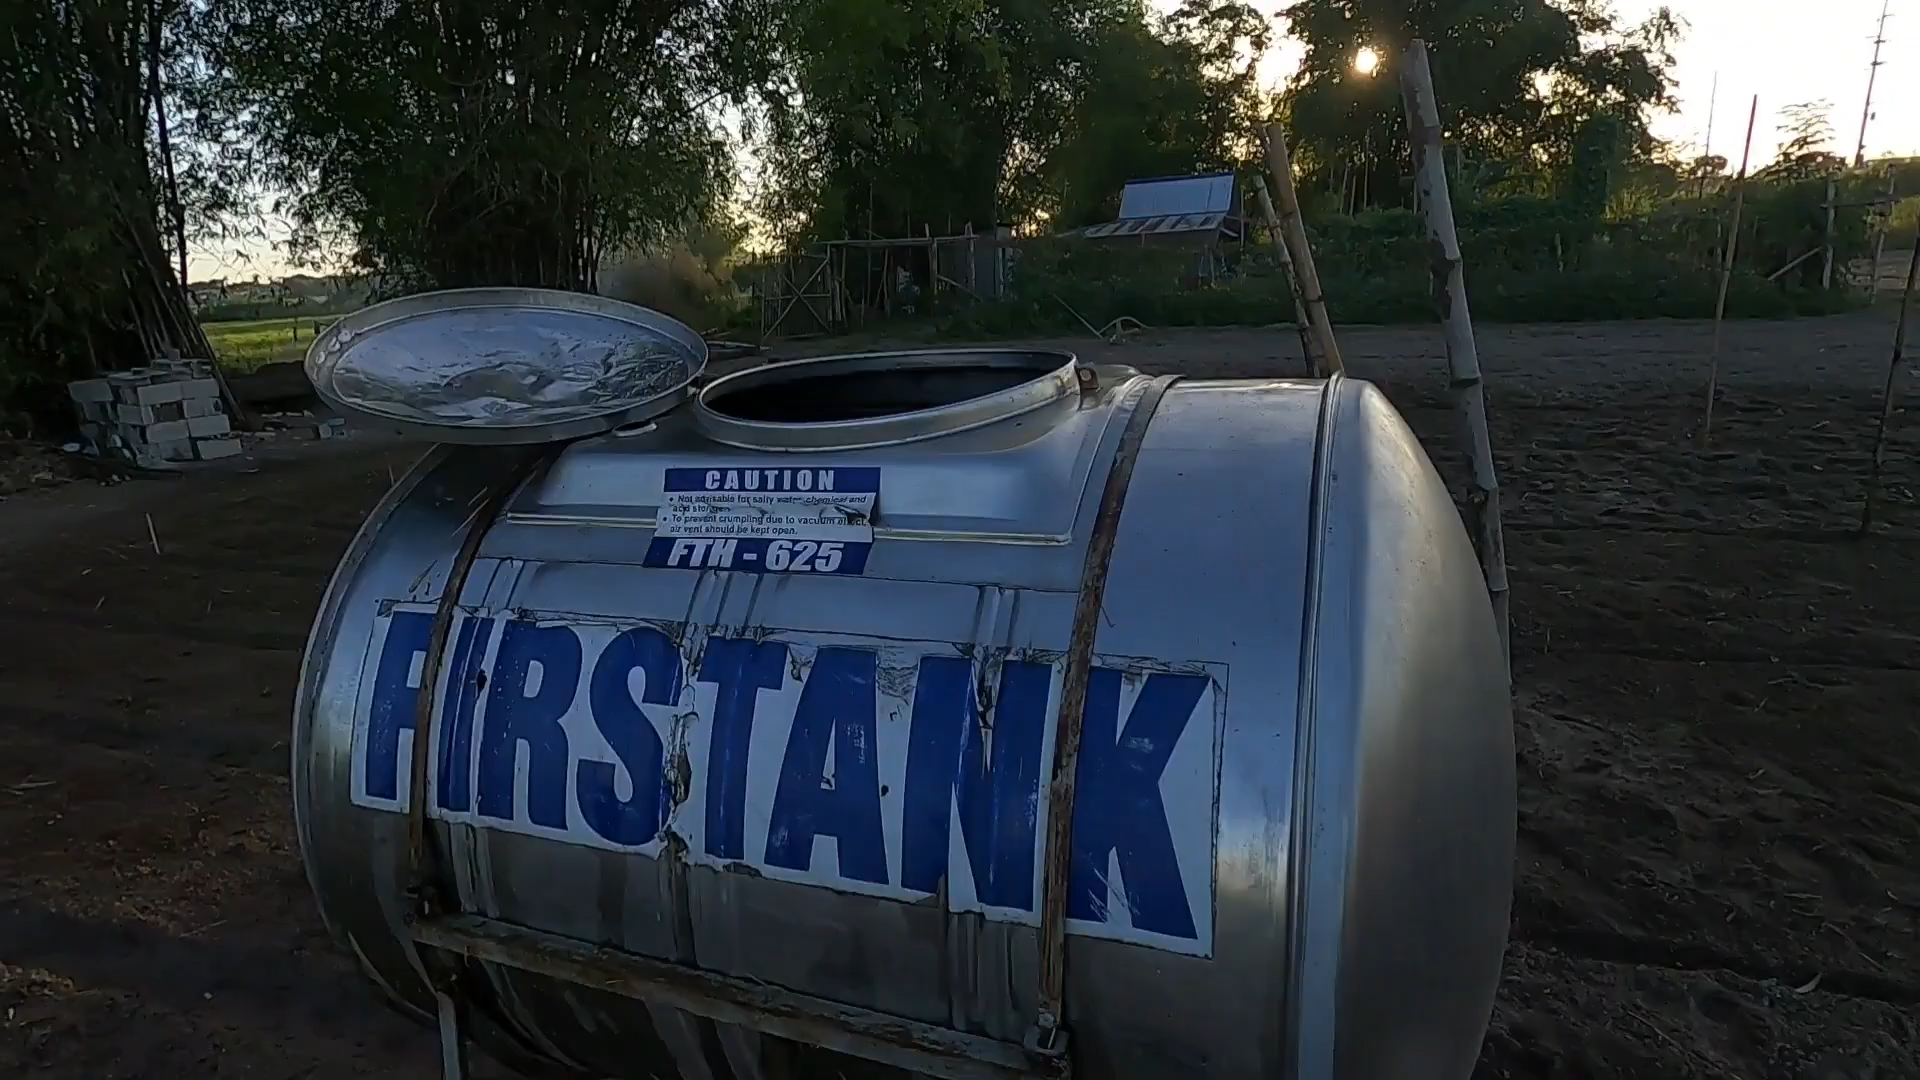 CAUTION
• Not advisable for salty water, chemical and
acid storage.
• To prevent crumpling due to vacuum effect,
air vent should be kept open.
FTH - 625
FIRSTANK